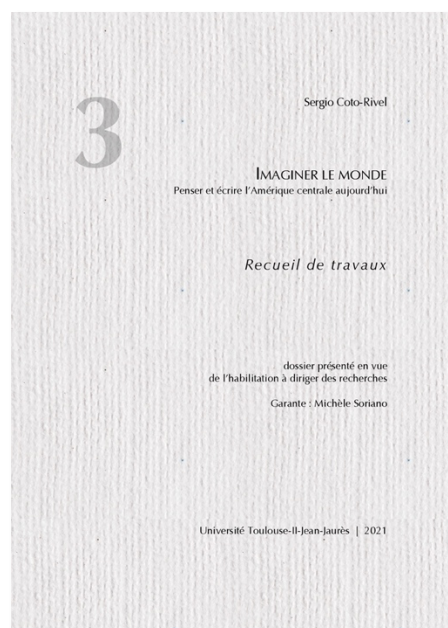 3
Sergio Coto-Rivel
IMAGINER LE MONDE
Penser et écrire l'Amérique centrale aujourd'hui
Recueil de travaux
dossier présenté en vue
de l'habilitation à diriger des recherches
Garante : Michèle Soriano
Université Toulouse-II-Jean-Jaurès | 2021